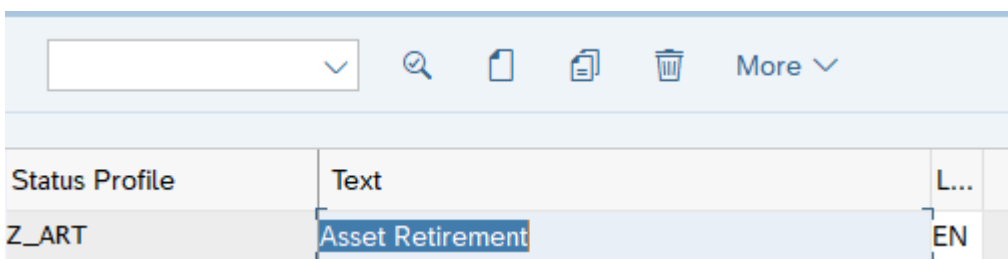 More
Status Profile Text L...
Z_ART Asset Retirement EN